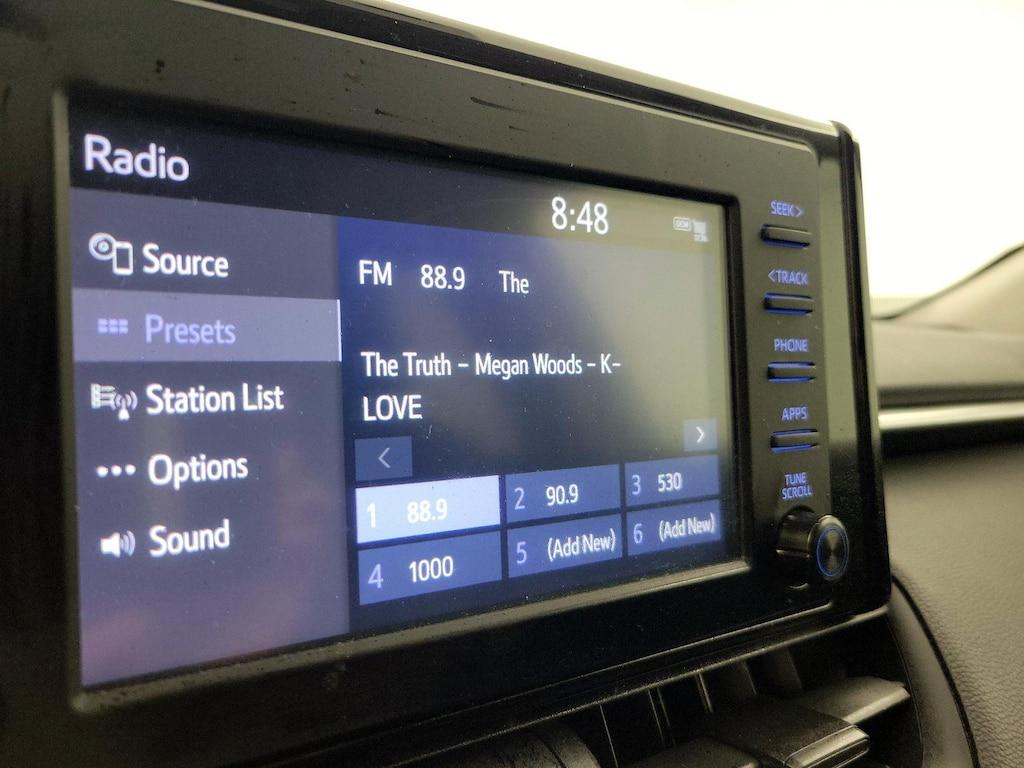 Radio
8:48
Source
Presets
Station List
Options
Sound
FM 88.9 The
The Truth – Megan Woods – K–
LOVE
<
>
1 88.9
2 90.9
3 530
4 1000
5 (Add New)
6 (Add New)
SEEK >
< TRACK
PHONE
APPS
TUNE
SCROLL